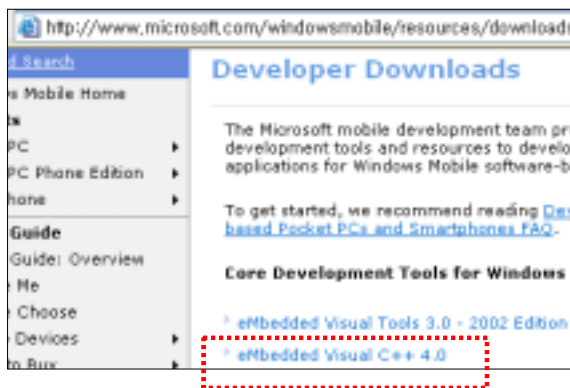 http://www.microsoft.com/windowsmobile/resources/downloads
d Search
s Mobile Home
ts
PC
PC Phone Edition
hone
Guide
Guide: Overview
Me
Choose
Devices
to Buy
Developer Downloads
The Microsoft mobile development team pr
development tools and resources to develo
applications for Windows Mobile software-b
To get started, we recommend reading Dev
based Pocket PCs and Smartphones FAQ.
Core Development Tools for Windows
eMbedded Visual Tools 3.0 - 2002 Edition
eMbedded Visual C++ 4.0